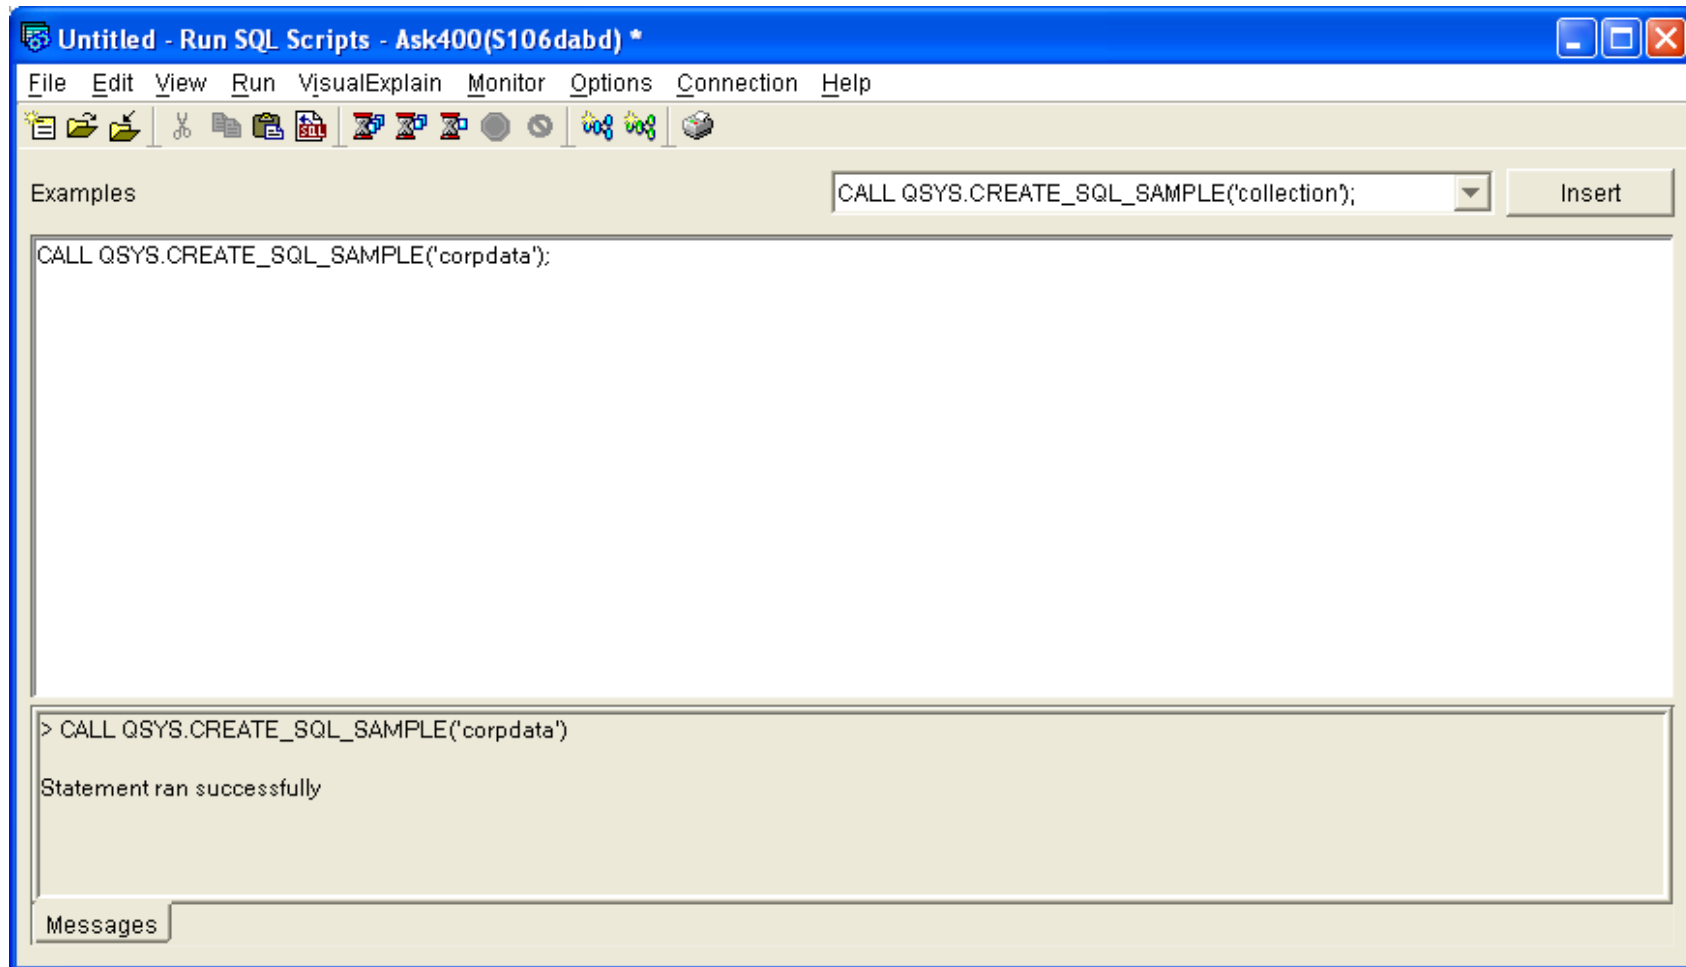 Untitled - Run SQL Scripts - Ask400(S106dabd) *
File Edit View Run VisualExplain Monitor Options Connection Help
SQL
Examples CALL QSYS.CREATE_SQL_SAMPLE('collection'); Insert
CALL QSYS.CREATE_SQL_SAMPLE('corpdata');
> CALL QSYS.CREATE_SQL_SAMPLE('corpdata')
Statement ran successfully
Messages